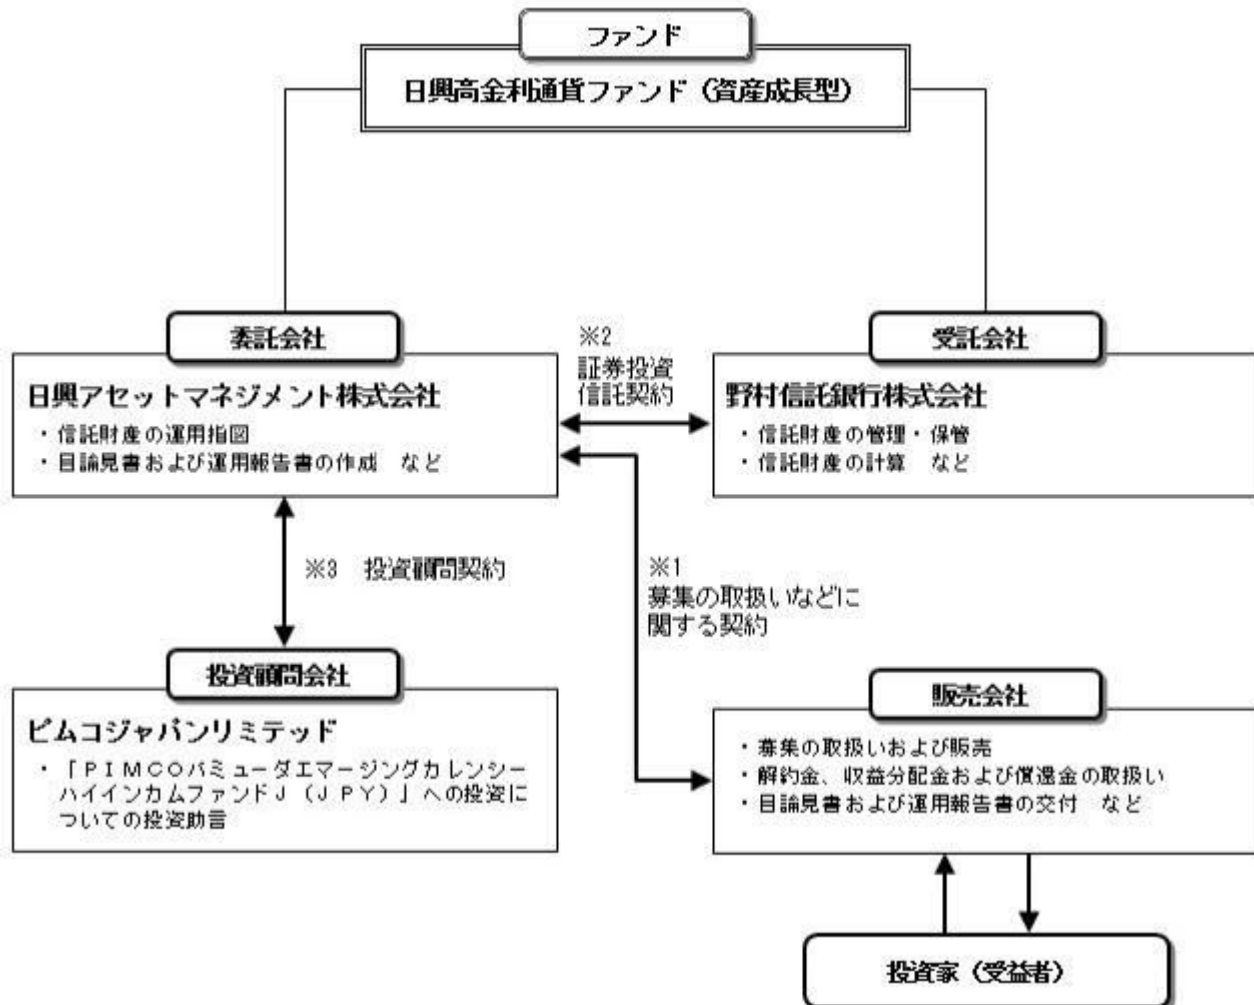 ファンド
日興高金利通貨ファンド（資産成長型）
委託会社
日興アセットマネジメント株式会社
・信託財産の運用指図
・目論見書および運用報告書の作成　など
※2
証券投資
信託契約
受託会社
野村信託銀行株式会社
・信託財産の管理・保管
・信託財産の計算　など
※3　投資顧問契約
※1
募集の取扱いなどに
関する契約
投資顧問会社
ピムコジャパンリミテッド
・「ＰＩＭＣＯバミューダエマージングカレンシー
ハイインカムファンドＪ（ＪＰＹ）」への投資に
ついての投資助言
販売会社
・募集の取扱いおよび販売
・解約金、収益分配金および償還金の取扱い
・目論見書および運用報告書の交付　など
投資家（受益者）